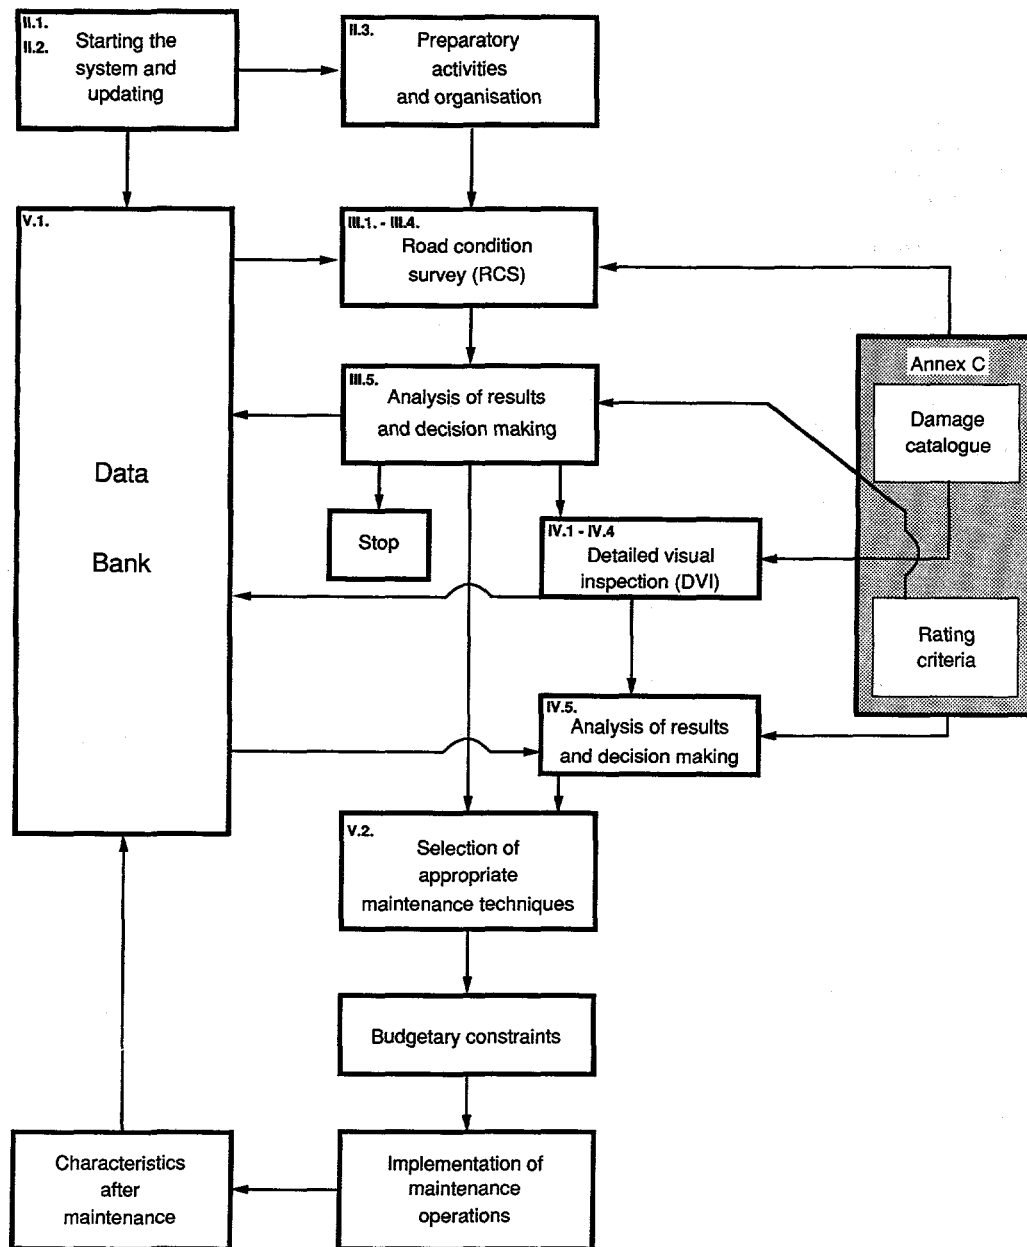 II.1.
II.2.
Starting the
system and
updating
II.3.
Preparatory
activities
and organisation
V.1.
Data
Bank
III.1. - III.4.
Road condition
survey (RCS)
Annex C
Damage
catalogue
Rating
criteria
III.5.
Analysis of results
and decision making
Stop
IV.1 - IV.4
Detailed visual
inspection (DVI)
IV.5.
Analysis of results
and decision making
V.2.
Selection of
appropriate
maintenance techniques
Budgetary constraints
Implementation of
maintenance
operations
Characteristics
after
maintenance